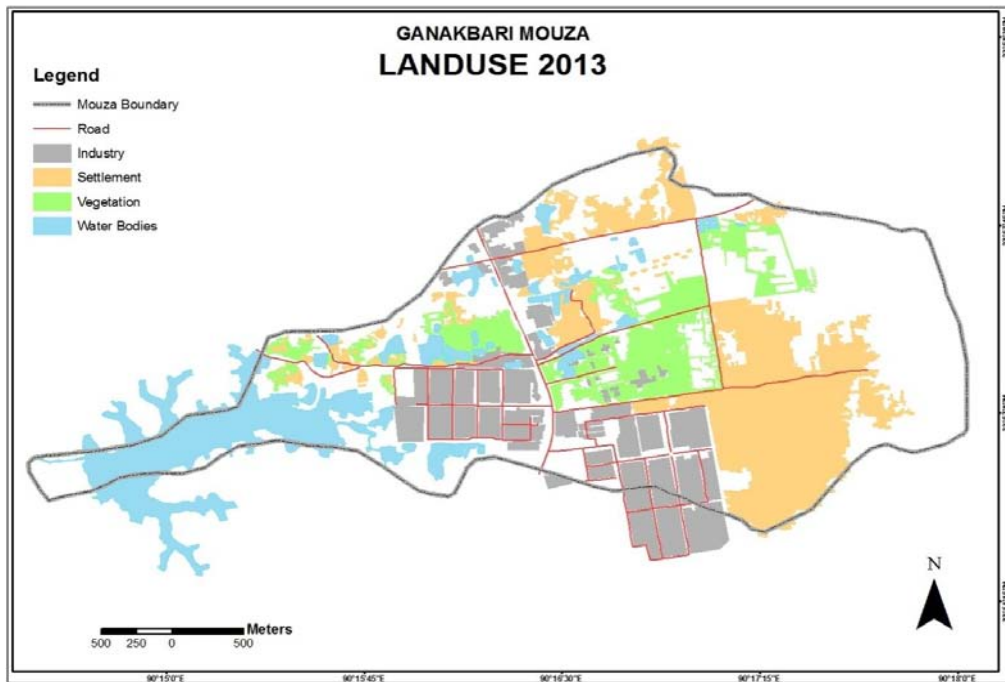 GANAKBARI MOUZA
LANDUSE 2013
Legend
Mouza Boundary
Road
Industry
Settlement
Vegetation
Water Bodies
N
Meters
500 250 0 500
90°15'0"E 90°15'45"E 90°16'30"E 90°17'15"E 90°18'0"E